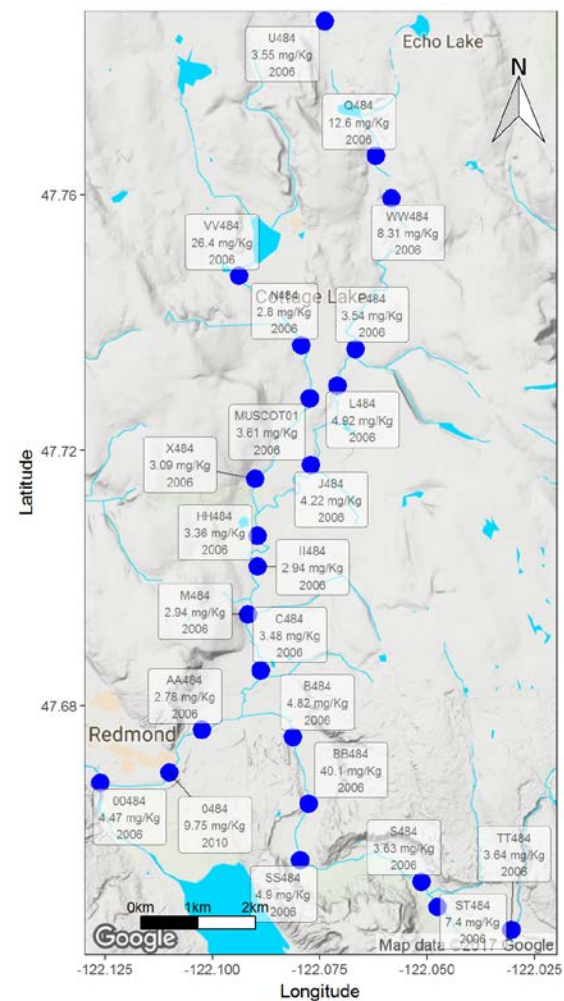 U484
3.55 mg/Kg
2006
Echo Lake
N
Q484
12.6 mg/Kg
2006
47.76
WW484
8.31 mg/Kg
2006
VV484
26.4 mg/Kg
2006
Cottage Lake
N484
2.8 mg/Kg
2006
P484
3.54 mg/Kg
2006
L484
4.92 mg/Kg
2006
MUSCOT01
3.61 mg/Kg
2006
47.72
X484
3.09 mg/Kg
2006
J484
4.22 mg/Kg
2006
Latitude
HH484
3.36 mg/Kg
2006
II484
2.94 mg/Kg
2006
M484
2.94 mg/Kg
2006
C484
3.48 mg/Kg
2006
47.68
AA484
2.78 mg/Kg
2006
B484
4.82 mg/Kg
2006
Redmond
BB484
40.1 mg/Kg
2006
00484
4.47 mg/Kg
2006
0484
9.75 mg/Kg
2010
S484
3.63 mg/Kg
2006
TT484
3.64 mg/Kg
2006
SS484
4.9 mg/Kg
2006
ST484
7.4 mg/Kg
2006
0km 1km 2km
Google
Map data ©2017 Google
-122.125 -122.100 -122.075 -122.050 -122.025
Longitude